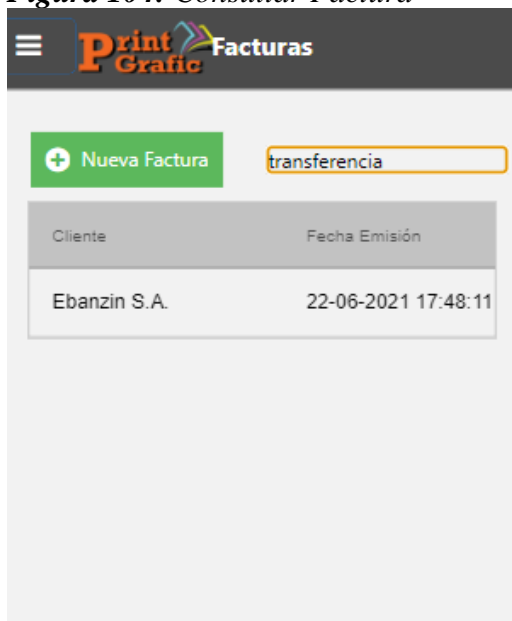 Figura 104. Consultar Factura
Print Grafic Facturas
Nueva Factura transferencia
Cliente Fecha Emisión
Ebanzin S.A. 22-06-2021 17:48:11